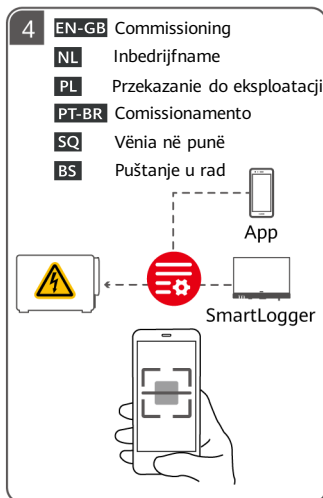 4
EN-GB Commissioning
NL Inbedrijfname
PL Przekazanie do eksploatacji
PT-BR Comissionamento
SQ Vënia në punë
BS Puštanje u rad
App
SmartLogger